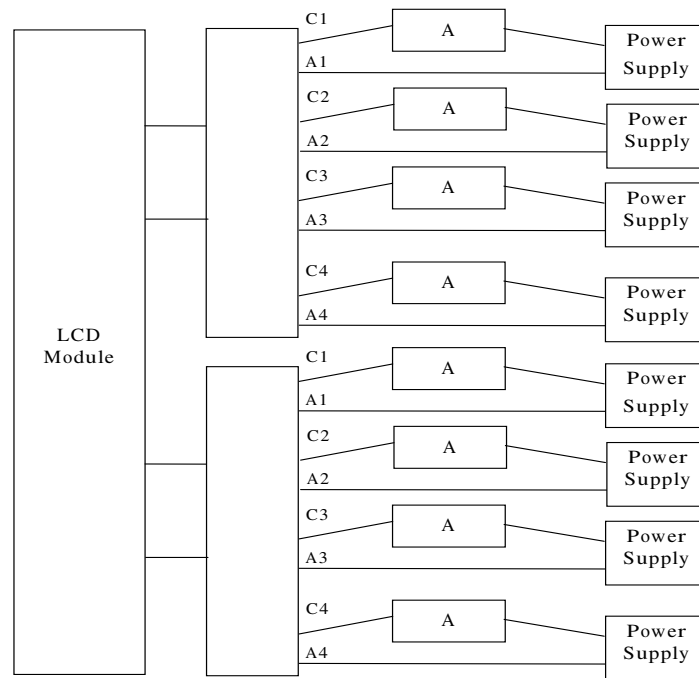 C1
A
Power
Supply
A1
C2
A
Power
Supply
A2
C3
A
Power
Supply
A3
C4
A
Power
Supply
A4
LCD
Module
C1
A
Power
Supply
A1
C2
A
Power
Supply
A2
C3
A
Power
Supply
A3
C4
A
Power
Supply
A4